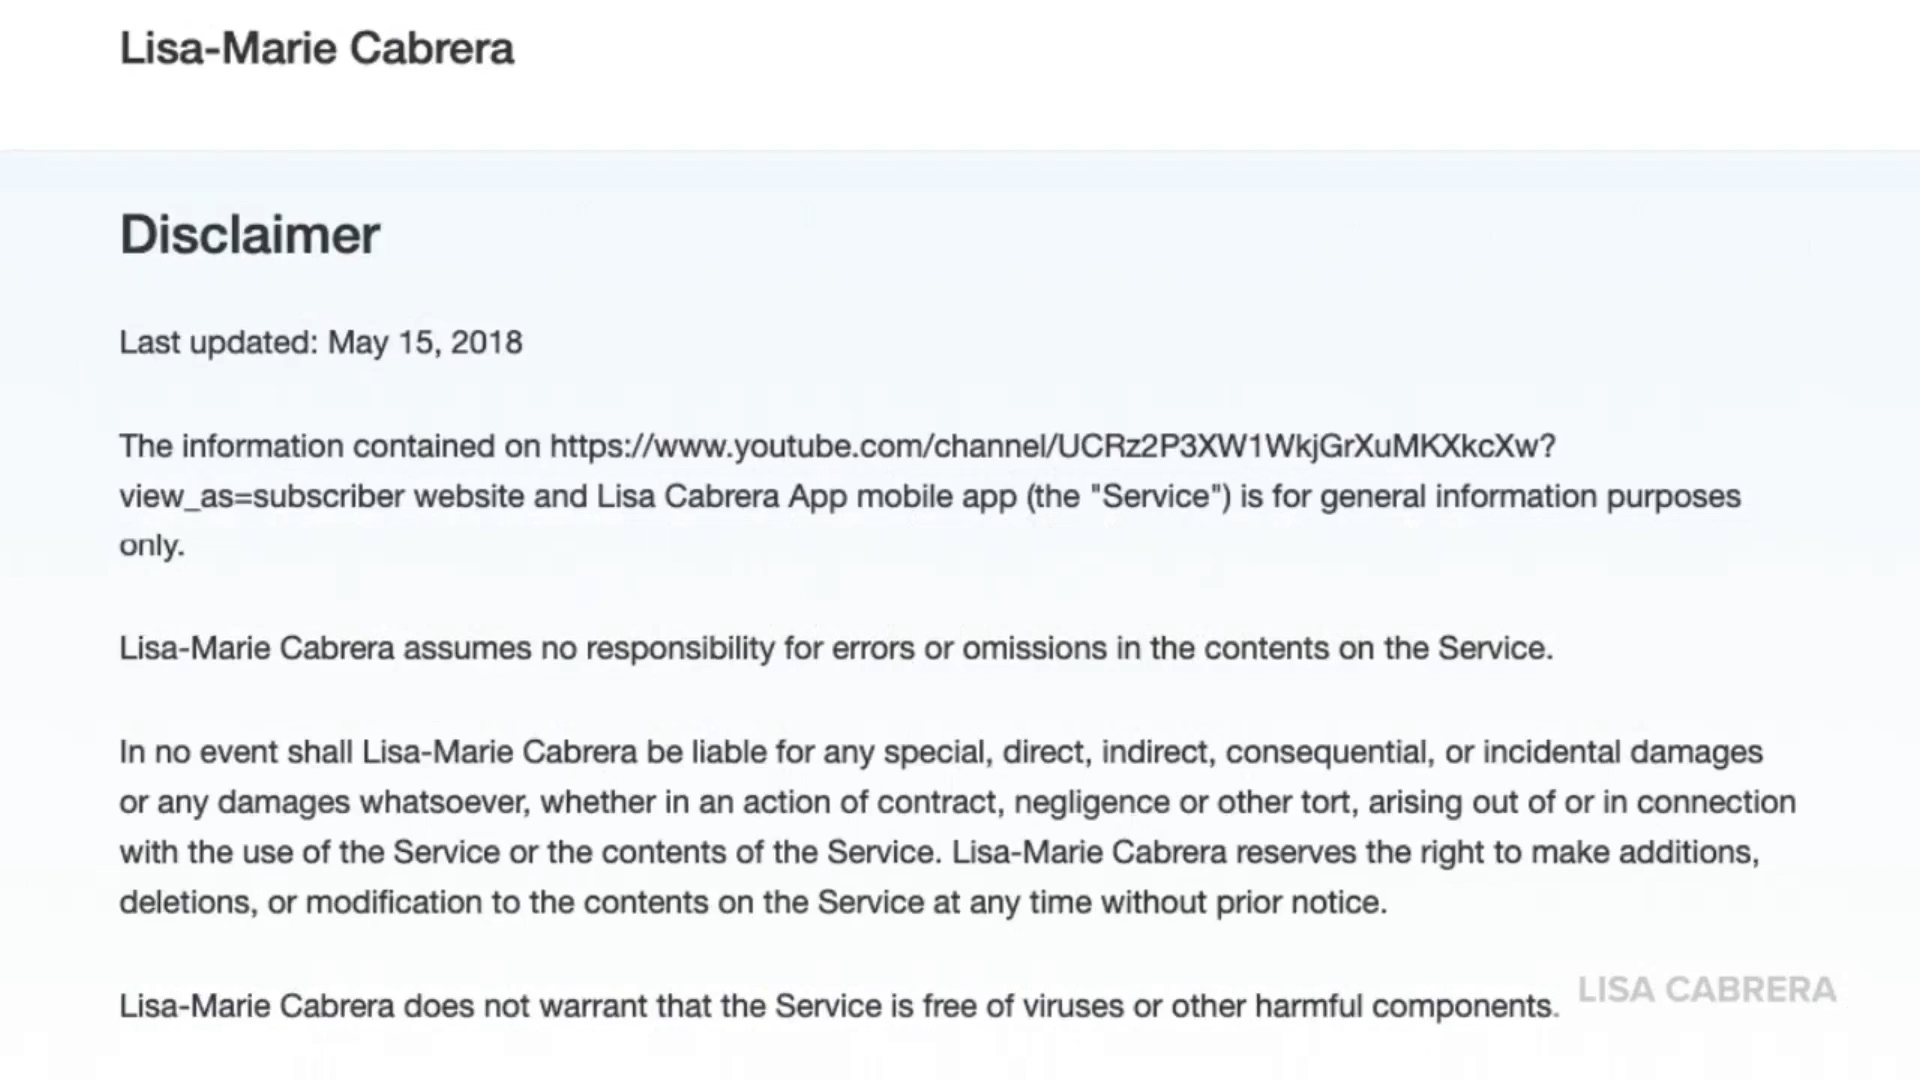 Lisa-Marie Cabrera
Disclaimer
Last updated: May 15, 2018
The information contained on https://www.youtube.com/channel/UCRz2P3XW1WkjGrXuMKXkcXw?
view_as=subscriber website and Lisa Cabrera App mobile app (the "Service") is for general information purposes
only.
Lisa-Marie Cabrera assumes no responsibility for errors or omissions in the contents on the Service.
In no event shall Lisa-Marie Cabrera be liable for any special, direct, indirect, consequential, or incidental damages
or any damages whatsoever, whether in an action of contract, negligence or other tort, arising out of or in connection
with the use of the Service or the contents of the Service. Lisa-Marie Cabrera reserves the right to make additions,
deletions, or modification to the contents on the Service at any time without prior notice.
Lisa-Marie Cabrera does not warrant that the Service is free of viruses or other harmful components.
LISA CABRERA